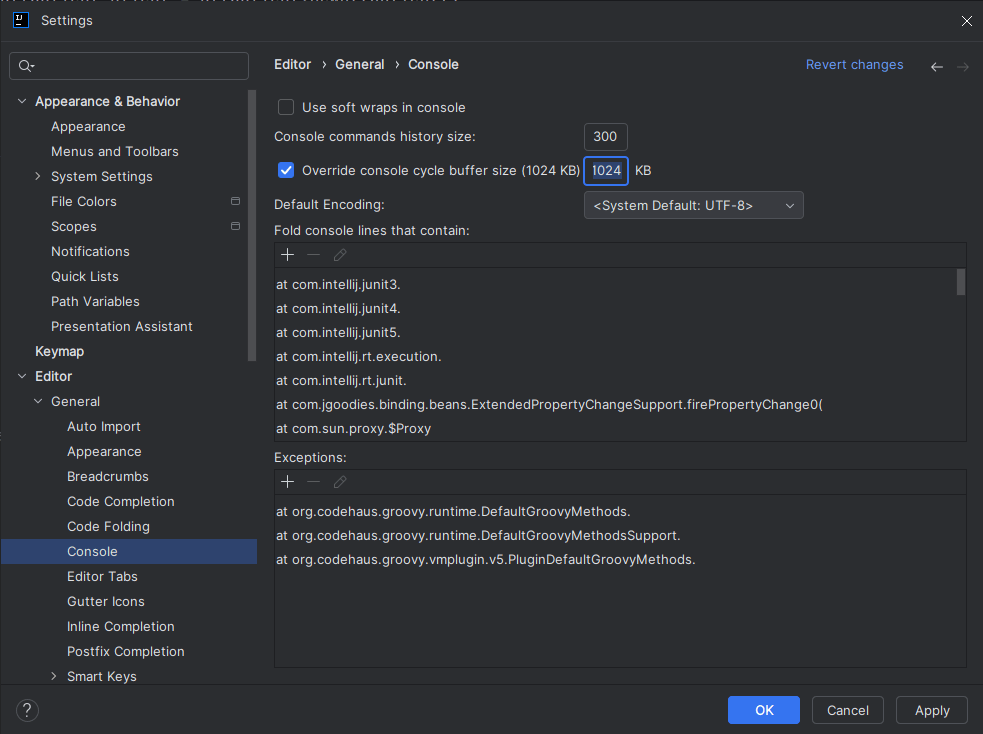 Settings
Editor › General › Console
Revert changes
Appearance & Behavior
Appearance
Menus and Toolbars
System Settings
File Colors
Scopes
Notifications
Quick Lists
Path Variables
Presentation Assistant
Keymap
Editor
General
Auto Import
Appearance
Breadcrumbs
Code Completion
Code Folding
Console
Editor Tabs
Gutter Icons
Inline Completion
Postfix Completion
Smart Keys
Use soft wraps in console
Console commands history size: 300
Override console cycle buffer size (1024 KB) 1024 KB
Default Encoding: <System Default: UTF-8>
Fold console lines that contain:
at com.intellij.junit3.
at com.intellij.junit4.
at com.intellij.junit5.
at com.intellij.rt.execution.
at com.intellij.rt.junit.
at com.jgoodies.binding.beans.ExtendedPropertyChangeSupport.firePropertyChange0(
at com.sun.proxy.$Proxy
Exceptions:
at org.codehaus.groovy.runtime.DefaultGroovyMethods.
at org.codehaus.groovy.runtime.DefaultGroovyMethodsSupport.
at org.codehaus.groovy.vmplugin.v5.PluginDefaultGroovyMethods.
?
OK Cancel Apply